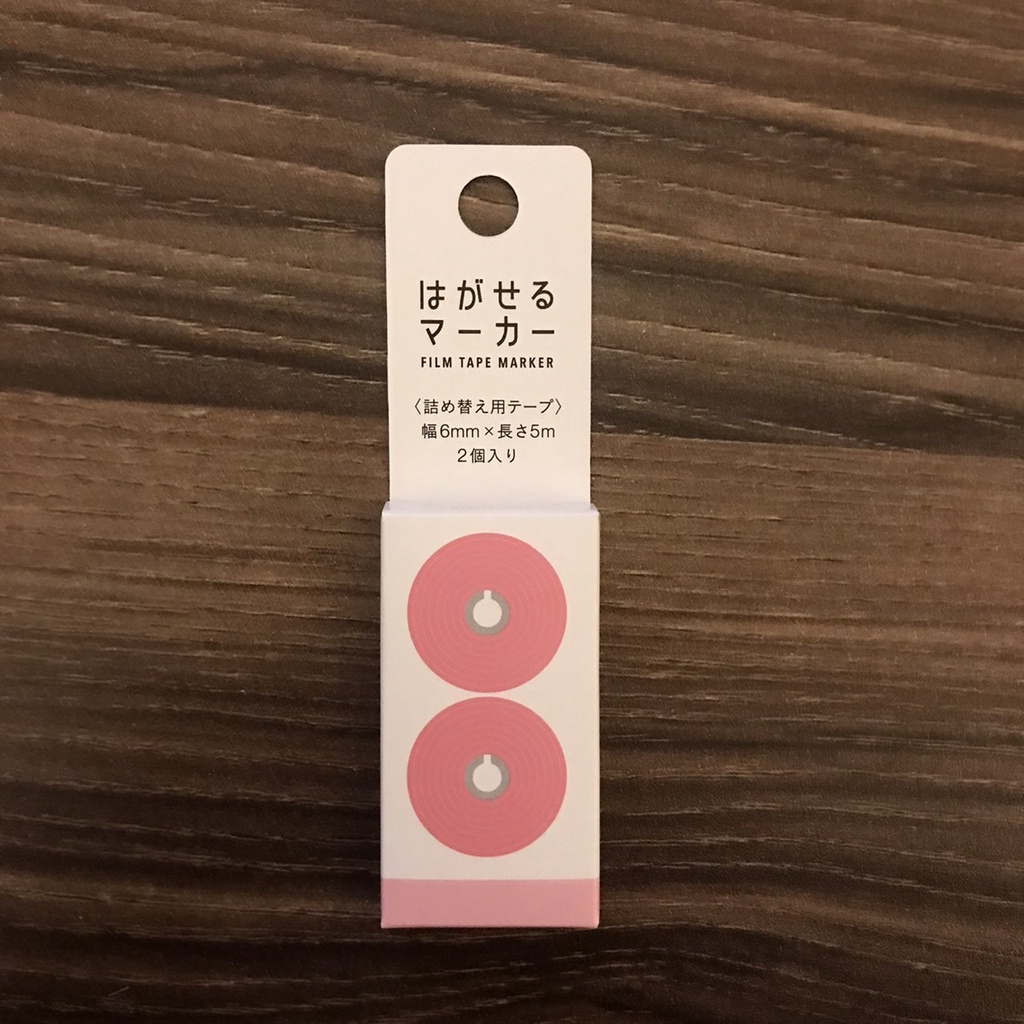 はがせる
マーカー
FILM TAPE MARKER
〈詰め替え用テープ〉
幅6mm×長さ5m
2個入り